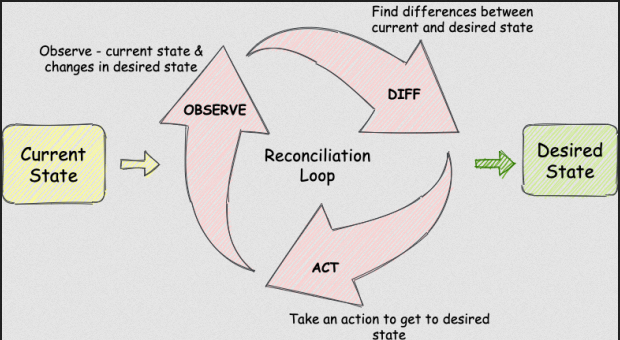 Find differences between
current and desired state
Observe - current state &
changes in desired state
OBSERVE
DIFF
Current
State
Reconciliation
Loop
Desired
State
ACT
Take an action to get to desired
state